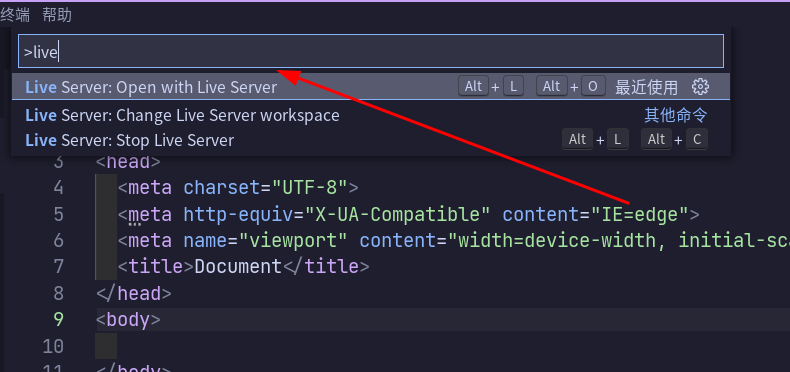 终端 帮助
>live
Live Server: Open with Live Server Alt + L Alt + O 最近使用
Live Server: Change Live Server workspace 其他命令
Live Server: Stop Live Server Alt + L Alt + C
3 <head>
4 <meta charset="UTF-8">
5 <meta http-equiv="X-UA-Compatible" content="IE=edge">
6 <meta name="viewport" content="width=device-width, initial-sca
7 <title>Document</title>
8 </head>
9 <body>
10
11 </body>